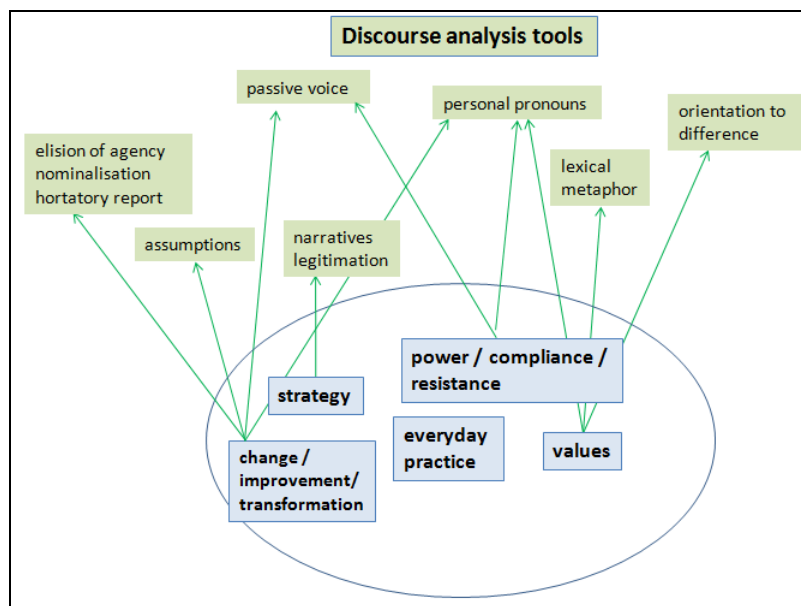 Discourse analysis tools
passive voice
personal pronouns
orientation to
difference
elision of agency
nominalisation
hortatory report
lexical
metaphor
assumptions
narratives
legitimation
power / compliance /
resistance
strategy
everyday
practice
values
change /
improvement/
transformation